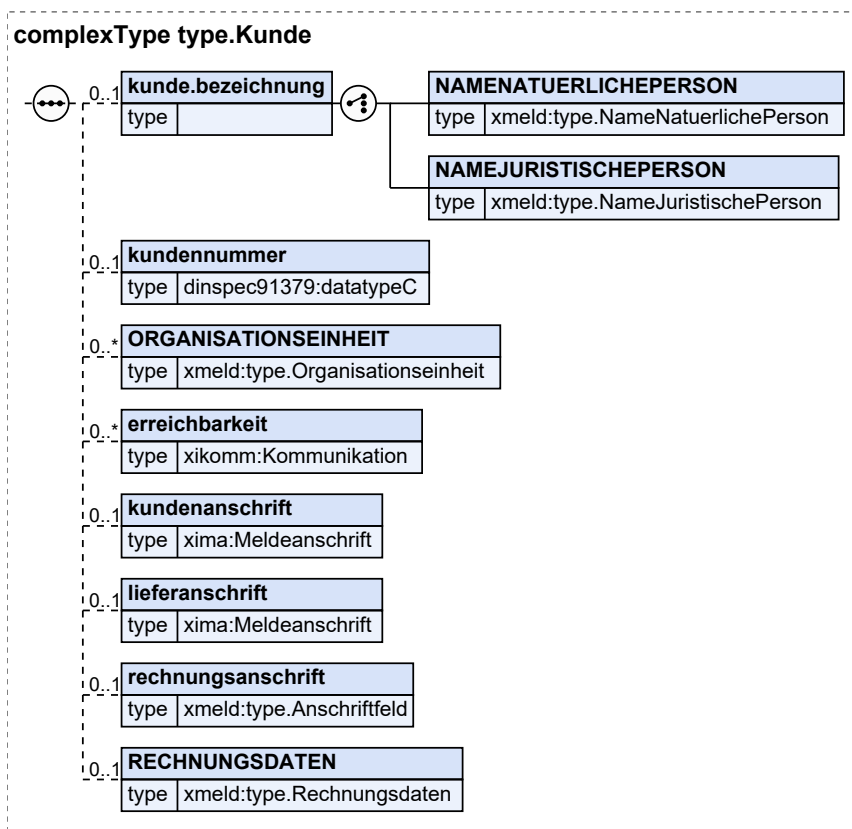 complexType type.Kunde
0..1 kunde.bezeichnung
type
NAMENATUERLICHEPERSON
type xmeld:type.NameNatuerlichePerson
NAMEJURISTISCHEPERSON
type xmeld:type.NameJuristischePerson
0..1 kundennummer
type dinspec91379:datatypeC
0..* ORGANISATIONSEINHEIT
type xmeld:type.Organisationseinheit
0..* erreichbarkeit
type xikomm:Kommunikation
0..1 kundenanschrift
type xima:Meldeanschrift
0..1 lieferanschrift
type xima:Meldeanschrift
0..1 rechnungsanschrift
type xmeld:type.Anschriftfeld
0..1 RECHNUNGSDATEN
type xmeld:type.Rechnungsdaten